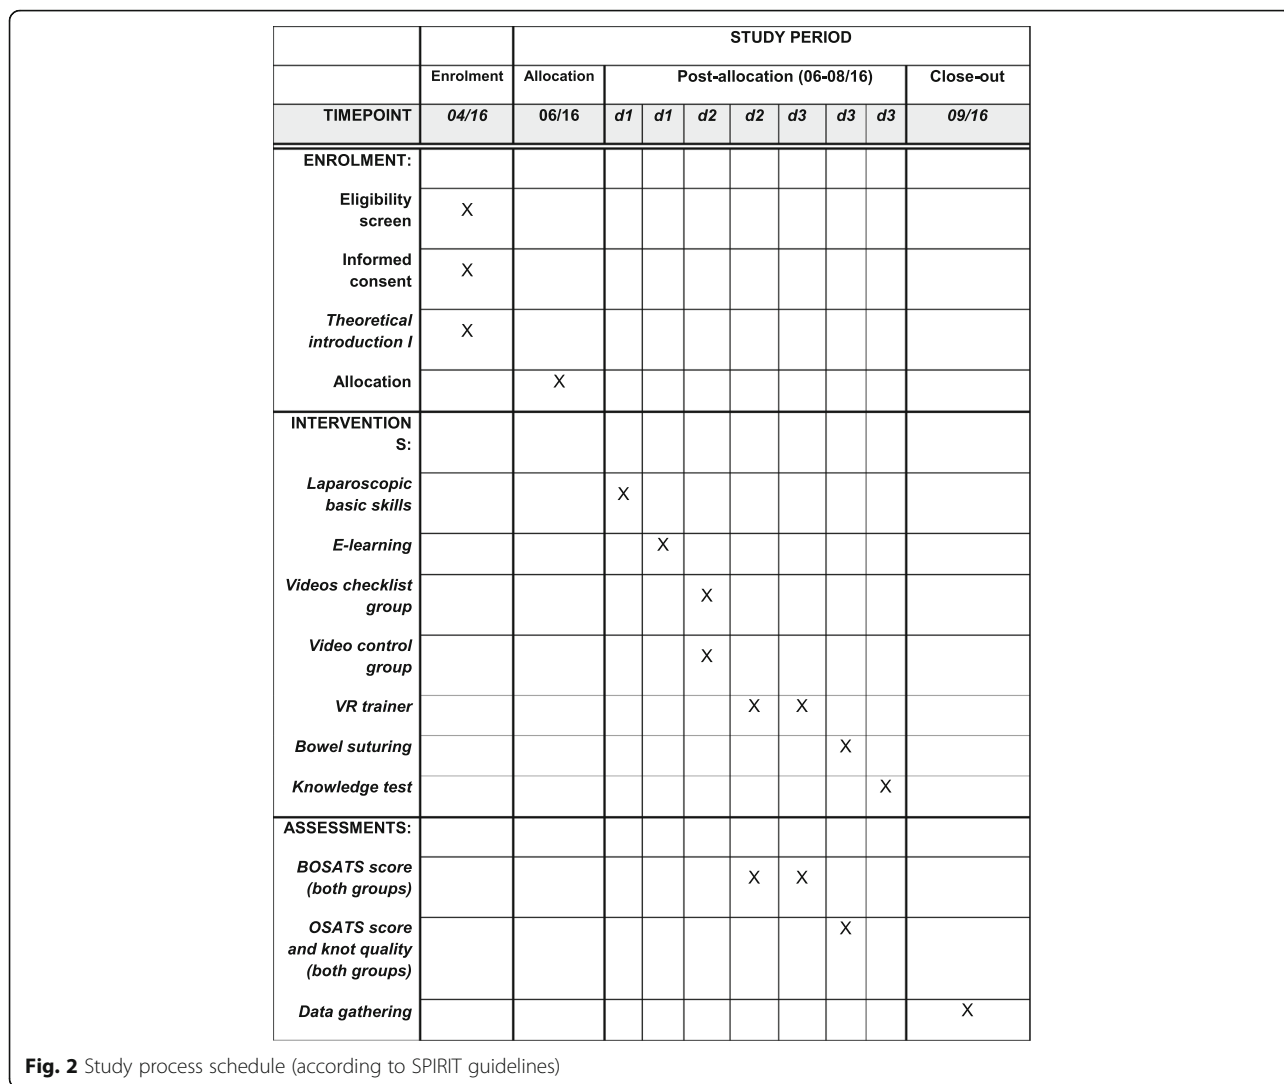 STUDY PERIOD
Enrolment Allocation Post-allocation (06-08/16) Close-out
TIMEPOINT 04/16 06/16 d1 d1 d2 d2 d3 d3 d3 09/16
ENROLMENT:
Eligibility
screen X
Informed
consent X
Theoretical
introduction I X
Allocation X
INTERVENTION
S:
Laparoscopic
basic skills X
E-learning X
Videos checklist
group X
Video control
group X
VR trainer X X
Bowel suturing X
Knowledge test X
ASSESSMENTS:
BOSATS score
(both groups) X X
OSATS score X
and knot quality
(both groups)
Data gathering X
Fig. 2 Study process schedule (according to SPIRIT guidelines)